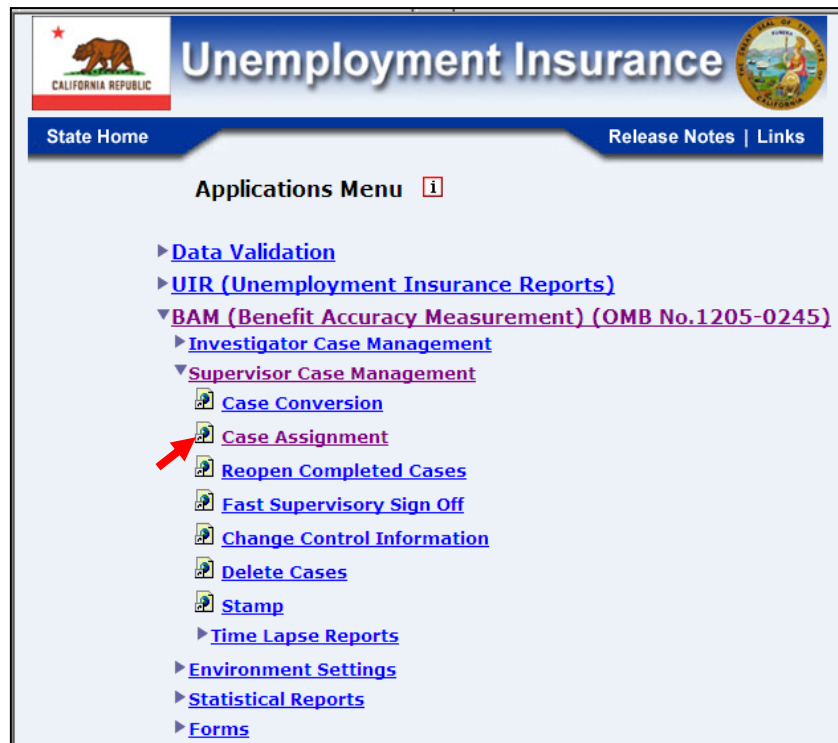 Unemployment Insurance
CALIFORNIA REPUBLIC
State Home
Release Notes | Links
Applications Menu i
Data Validation
UIR (Unemployment Insurance Reports)
BAM (Benefit Accuracy Measurement) (OMB No.1205-0245)
Investigator Case Management
Supervisor Case Management
Case Conversion
Case Assignment
Reopen Completed Cases
Fast Supervisory Sign Off
Change Control Information
Delete Cases
Stamp
Time Lapse Reports
Environment Settings
Statistical Reports
Forms